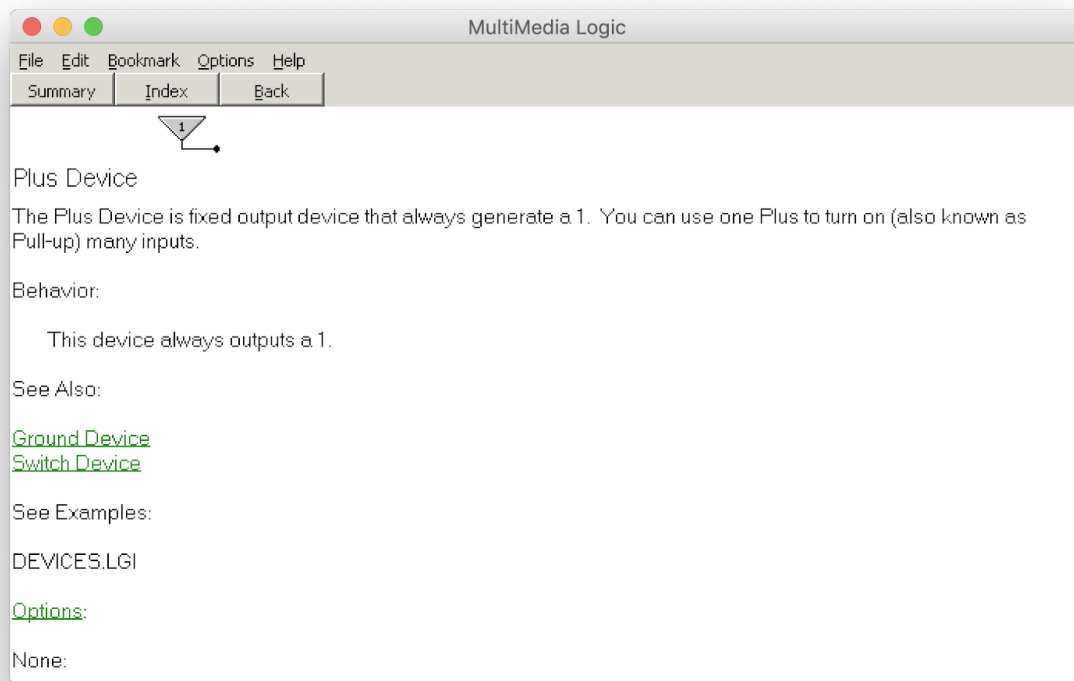 MultiMedia Logic
File Edit Bookmark Options Help
Summary Index Back
1
Plus Device
The Plus Device is fixed output device that always generate a 1. You can use one Plus to turn on (also known as
Pull-up) many inputs.
Behavior:
This device always outputs a 1.
See Also:
Ground Device
Switch Device
See Examples:
DEVICES.LGI
Options:
None: